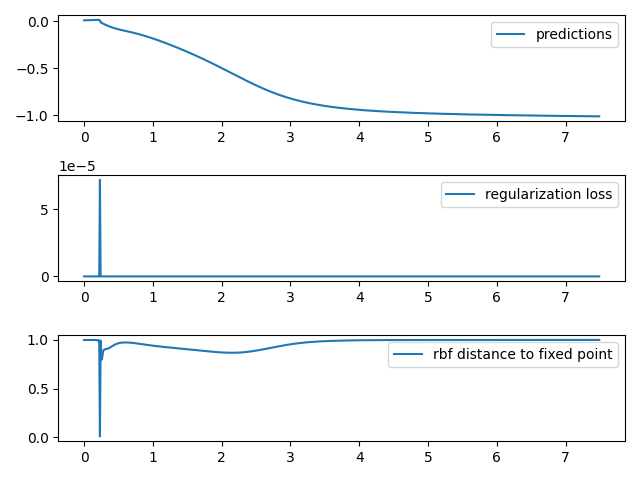 0.0
−0.5
−1.0
predictions
0 1 2 3 4 5 6 7
1e−5
5
0
regularization loss
0 1 2 3 4 5 6 7
1.0
0.5
0.0
rbf distance to fixed point
0 1 2 3 4 5 6 7